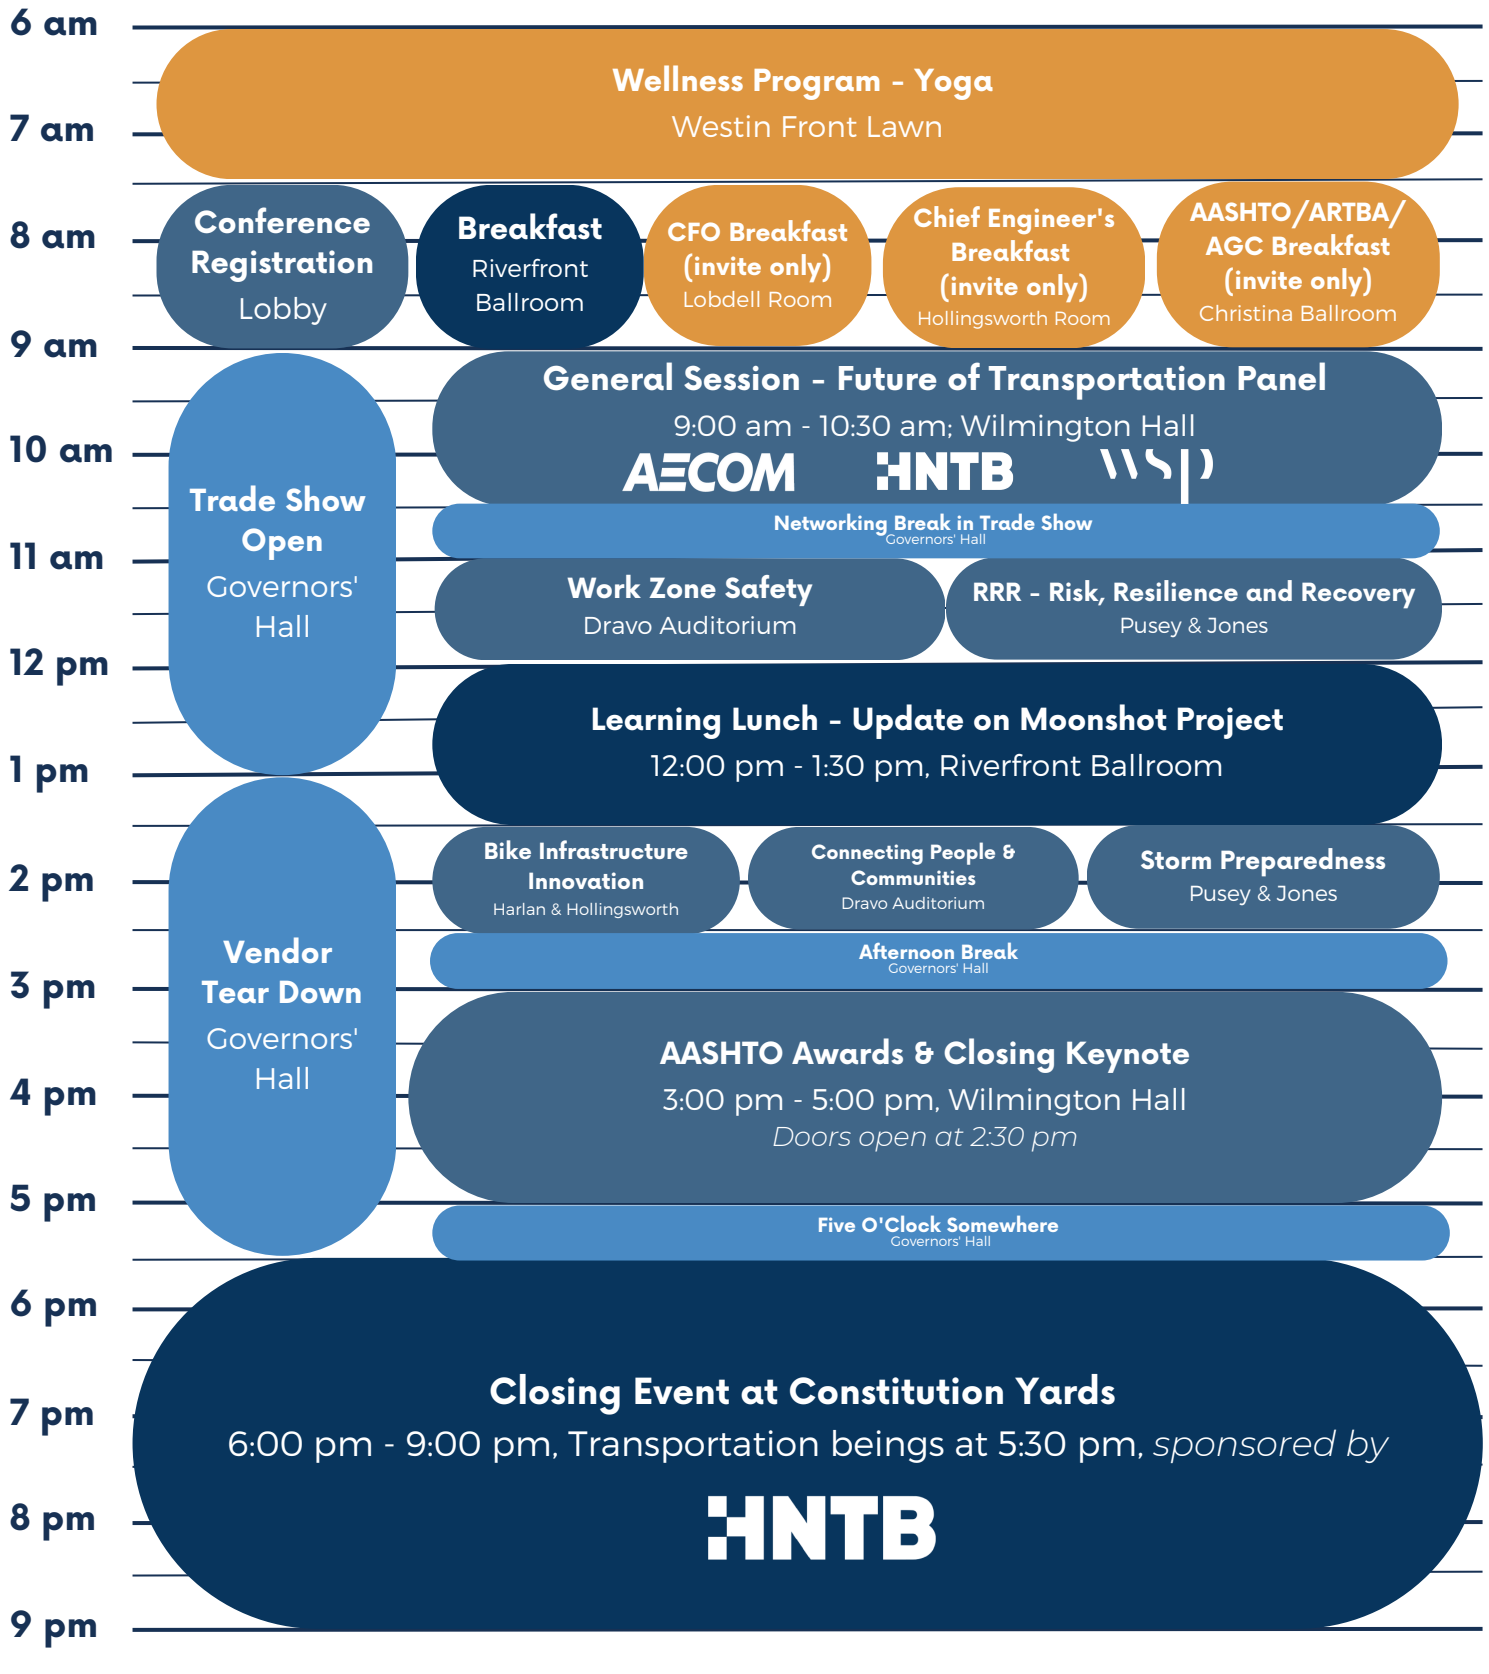 6 am
Wellness Program - Yoga
Westin Front Lawn
7 am
8 am
Conference
Registration
Lobby
Breakfast
Riverfront
Ballroom
CFO Breakfast
(invite only)
Lobdell Room
Chief Engineer's
Breakfast
(invite only)
Hollingsworth Room
AASHTO/ARTBA/
AGC Breakfast
(invite only)
Christina Ballroom
9 am
General Session - Future of Transportation Panel
9:00 am - 10:30 am; Wilmington Hall
AECOM
HNTB
wsp
10 am
Trade Show
Open
Governors'
Hall
Networking Break in Trade Show
Governors' Hall
11 am
Work Zone Safety
Dravo Auditorium
RRR - Risk, Resilience and Recovery
Pusey & Jones
12 pm
Learning Lunch - Update on Moonshot Project
12:00 pm - 1:30 pm, Riverfront Ballroom
1 pm
Bike Infrastructure
Innovation
Harlan & Hollingsworth
Connecting People &
Communities
Dravo Auditorium
Storm Preparedness
Pusey & Jones
2 pm
Vendor
Tear Down
Governors'
Hall
Afternoon Break
Governors' Hall
3 pm
AASHTO Awards & Closing Keynote
3:00 pm - 5:00 pm, Wilmington Hall
Doors open at 2:30 pm
4 pm
5 pm
Five O'Clock Somewhere
Governors' Hall
6 pm
Closing Event at Constitution Yards
6:00 pm - 9:00 pm, Transportation beings at 5:30 pm, sponsored by
HNTB
7 pm
8 pm
9 pm